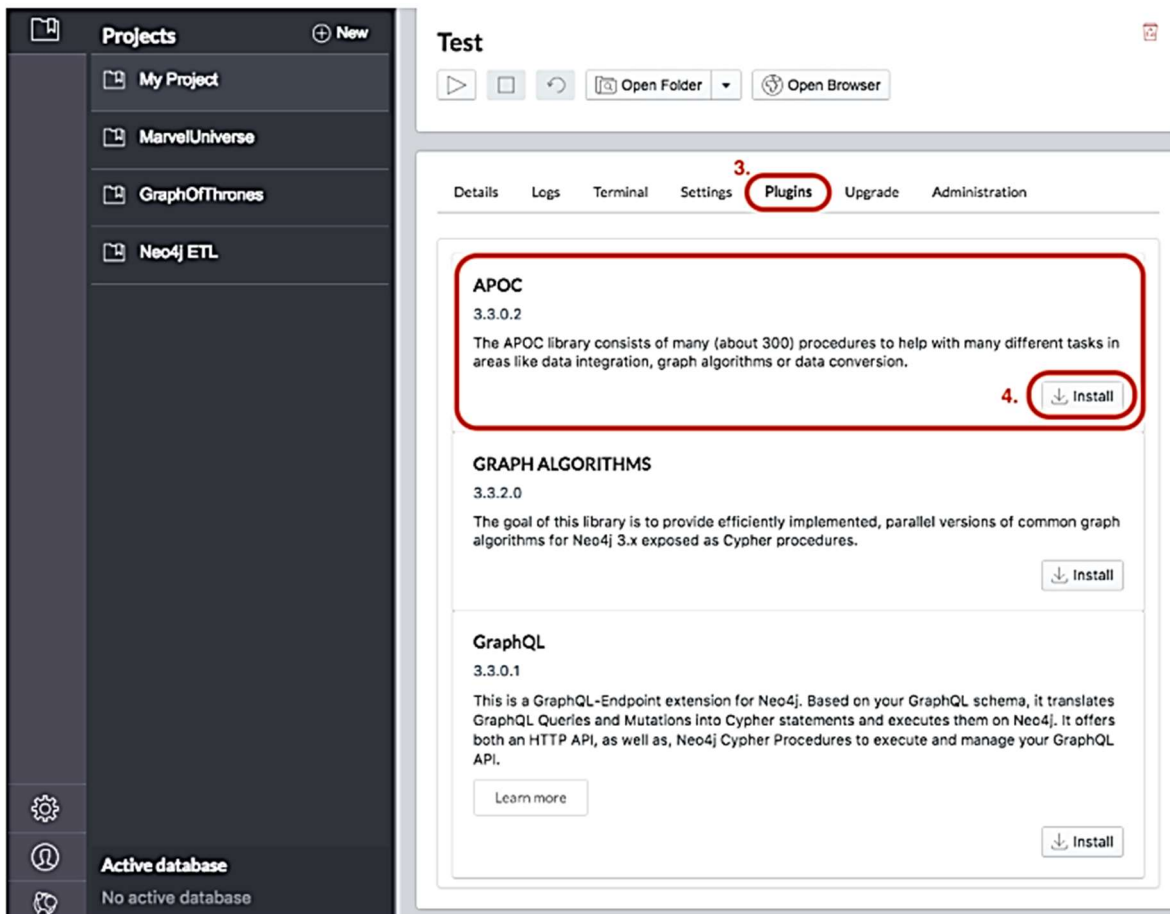 Projects
New
My Project
MarvelUniverse
GraphOfThrones
Neo4j ETL
Active database
No active database
Test
Open Folder
Open Browser
3.
Details Logs Terminal Settings Plugins Upgrade Administration
APOC
3.3.0.2
The APOC library consists of many (about 300) procedures to help with many different tasks in
areas like data integration, graph algorithms or data conversion.
4.
Install
GRAPH ALGORITHMS
3.3.2.0
The goal of this library is to provide efficiently implemented, parallel versions of common graph
algorithms for Neo4j 3.x exposed as Cypher procedures.
Install
GraphQL
3.3.0.1
This is a GraphQL-Endpoint extension for Neo4j. Based on your GraphQL schema, it translates
GraphQL Queries and Mutations into Cypher statements and executes them on Neo4j. It offers
both an HTTP API, as well as, Neo4j Cypher Procedures to execute and manage your GraphQL
API.
Learn more
Install